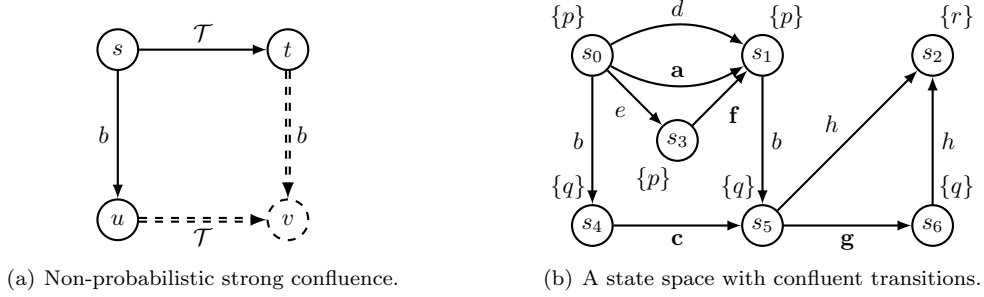 s
𝒯
t
b
b
u
𝒯
v
(a) Non-probabilistic strong confluence.
{p}
d
{p}
{r}
s₀
a
s₁
s₂
e
f
b
s₃
b
h
h
{p}
{q}
{q}
{q}
s₄
c
s₅
g
s₆
(b) A state space with confluent transitions.